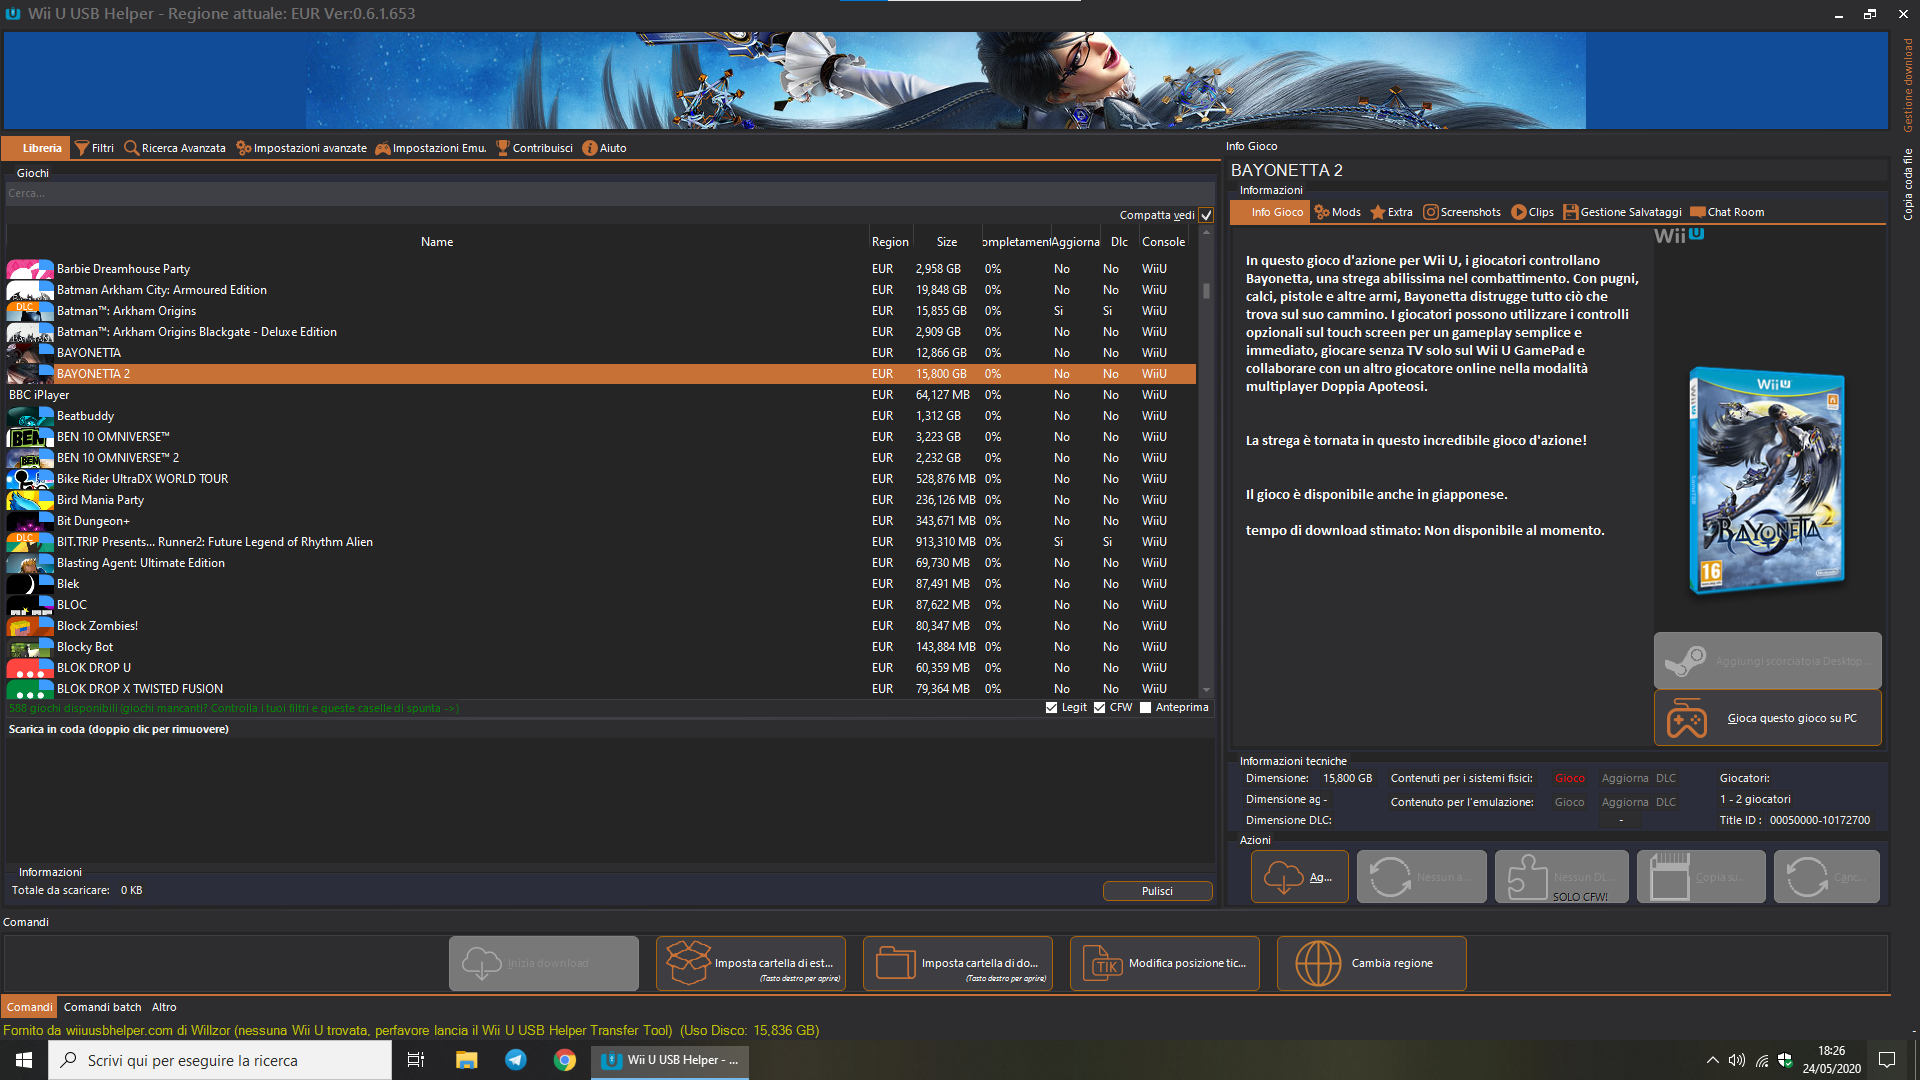 Wii U USB Helper - Regione attuale: EUR Ver:0.6.1.653
Gestione download
Copia coda file
Libreria Filtri Ricerca Avanzata Impostazioni avanzate Impostazioni Emu. Contribuisci Aiuto
Giochi
Cerca...
Compatta vedi
Name Region Size ompletament Aggiorna Dlc Console
Barbie Dreamhouse Party EUR 2,958 GB 0% No No WiiU
Batman Arkham City: Armoured Edition EUR 19,848 GB 0% No No WiiU
DLC Batman™: Arkham Origins EUR 15,855 GB 0% Si Si WiiU
Batman™: Arkham Origins Blackgate - Deluxe Edition EUR 2,909 GB 0% No No WiiU
BAYONETTA EUR 12,866 GB 0% No No WiiU
BAYONETTA 2 EUR 15,800 GB 0% No No WiiU
BBC iPlayer EUR 64,127 MB 0% No No WiiU
Beatbuddy EUR 1,312 GB 0% No No WiiU
BEN BEN 10 OMNIVERSE™ EUR 3,223 GB 0% No No WiiU
BEN BEN 10 OMNIVERSE™ 2 EUR 2,232 GB 0% No No WiiU
Bike Rider UltraDX WORLD TOUR EUR 528,876 MB 0% No No WiiU
Bird Mania Party EUR 236,126 MB 0% No No WiiU
Bit Dungeon+ EUR 343,671 MB 0% No No WiiU
DLC BIT.TRIP Presents... Runner2: Future Legend of Rhythm Alien EUR 913,310 MB 0% Si Si WiiU
Blasting Agent: Ultimate Edition EUR 69,730 MB 0% No No WiiU
Blek EUR 87,491 MB 0% No No WiiU
BLOC EUR 87,622 MB 0% No No WiiU
Block Zombies! EUR 80,347 MB 0% No No WiiU
Blocky Bot EUR 143,884 MB 0% No No WiiU
BLOK DROP U EUR 60,359 MB 0% No No WiiU
BLOK DROP X TWISTED FUSION EUR 79,364 MB 0% No No WiiU
588 giochi disponibili (giochi mancanti? Controlla i tuoi filtri e queste caselle di spunta ->) Legit CFW Anteprima
Scarica in coda (doppio clic per rimuovere)
Informazioni
Totale da scaricare: 0 KB
Pulisci
Info Gioco
BAYONETTA 2
Informazioni
Info Gioco Mods Extra Screenshots Clips Gestione Salvataggi Chat Room
Wii U
In questo gioco d'azione per Wii U, i giocatori controllano
Bayonetta, una strega abilissima nel combattimento. Con pugni,
calci, pistole e altre armi, Bayonetta distrugge tutto ciò che
trova sul suo cammino. I giocatori possono utilizzare i controlli
opzionali sul touch screen per un gameplay semplice e
immediato, giocare senza TV solo sul Wii U GamePad e
collaborare con un altro giocatore online nella modalità
multiplayer Doppia Apoteosi.
La strega è tornata in questo incredibile gioco d'azione!
Il gioco è disponibile anche in giapponese.
tempo di download stimato: Non disponibile al momento.
Wii U
BAYONETTA 2
16
Nintendo
Aggiungi scorciatoia Desktop...
Gioca questo gioco su PC
Informazioni tecniche
Dimensione: 15,800 GB Contenuti per i sistemi fisici: Gioco Aggiorna DLC Giocatori:
Dimensione ag - Contenuto per l'emulazione: Gioco Aggiorna DLC 1 - 2 giocatori
Dimensione DLC: - Title ID : 00050000-10172700
Azioni
Ag... Nessun a... Nessun DL... Copia su... Canc...
SOLO CFW!
Comandi
Inizia download Imposta cartella di est... Imposta cartella di do... TIK Modifica posizione tic... Cambia regione
(Tasto destro per aprire) (Tasto destro per aprire)
Comandi Comandi batch Altro
Fornito da wiiuusbhelper.com di Willzor (nessuna Wii U trovata, perfavore lancia il Wii U USB Helper Transfer Tool) (Uso Disco: 15,836 GB)
Scrivi qui per eseguire la ricerca
Wii U USB Helper - ...
18:26
24/05/2020